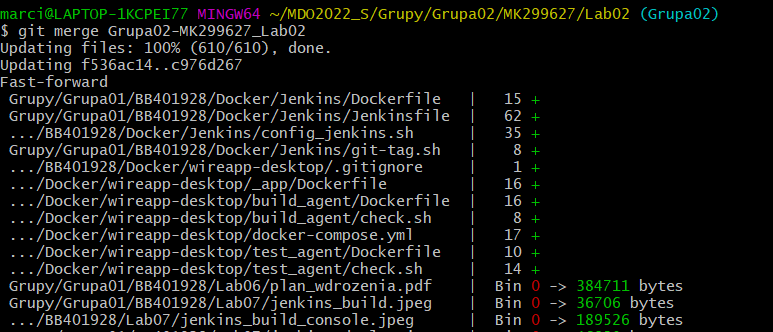 marci@LAPTOP-1KCPEI77 MINGW64 ~/MDO2022_S/Grupy/Grupa02/MK299627/Lab02 (Grupa02)
$ git merge Grupa02-MK299627_Lab02
Updating files: 100% (610/610), done.
Updating f536ac14..c976d267
Fast-forward
 Grupy/Grupa01/BB401928/Docker/Jenkins/Dockerfile   |   15 +
 Grupy/Grupa01/BB401928/Docker/Jenkins/Jenkinsfile  |   62 +
 .../BB401928/Docker/Jenkins/config_jenkins.sh      |   35 +
 Grupy/Grupa01/BB401928/Docker/Jenkins/git-tag.sh   |    8 +
 .../BB401928/Docker/wireapp-desktop/.gitignore     |    1 +
 .../Docker/wireapp-desktop/_app/Dockerfile         |   16 +
 .../Docker/wireapp-desktop/build_agent/Dockerfile  |   16 +
 .../Docker/wireapp-desktop/build_agent/check.sh    |    8 +
 .../Docker/wireapp-desktop/docker-compose.yml      |   17 +
 .../Docker/wireapp-desktop/test_agent/Dockerfile   |   10 +
 .../Docker/wireapp-desktop/test_agent/check.sh     |   14 +
 Grupy/Grupa01/BB401928/Lab06/plan_wdrozenia.pdf    |  Bin 0 -> 384711 bytes
 Grupy/Grupa01/BB401928/Lab07/jenkins_build.jpeg    |  Bin 0 -> 36706 bytes
 .../BB401928/Lab07/jenkins_build_console.jpeg      |  Bin 0 -> 189526 bytes